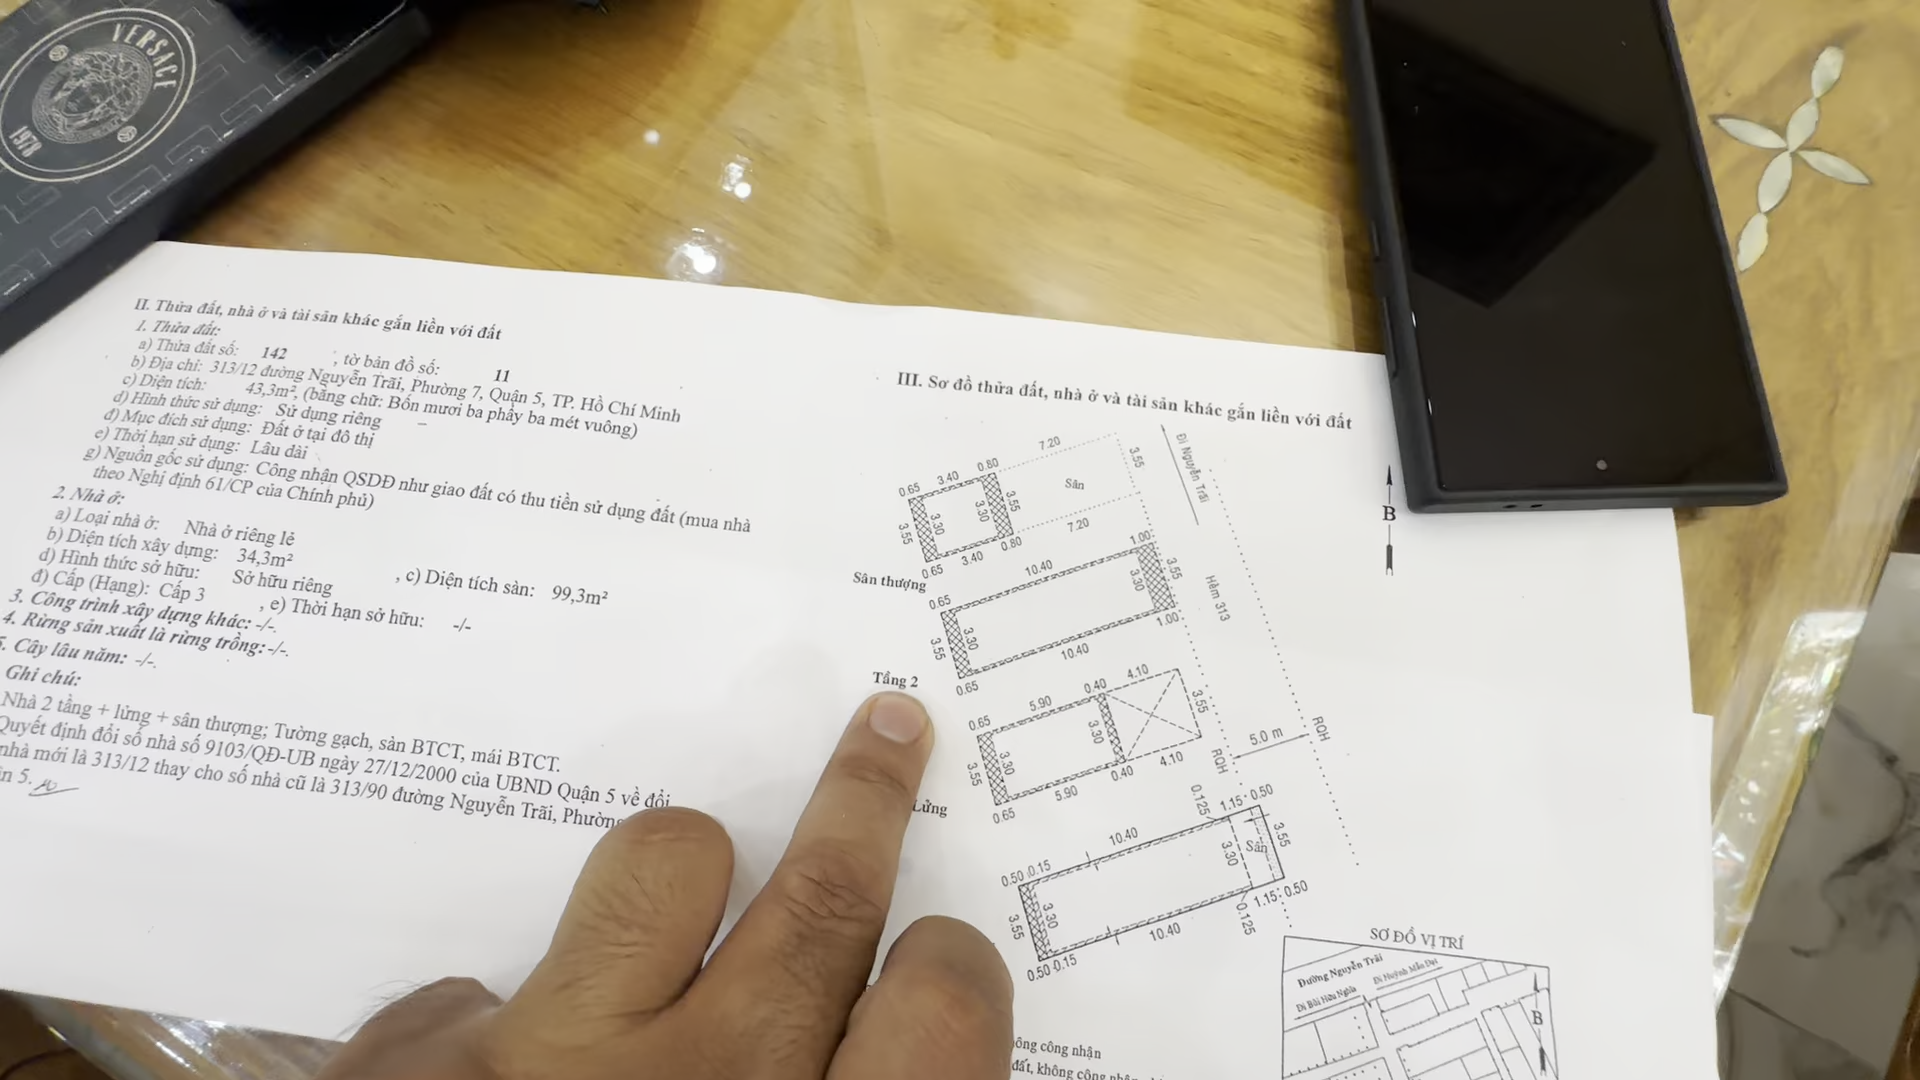 VERSACE
1978
II. Thửa đất, nhà ở và tài sản khác gắn liền với đất
1. Thửa đất:
a) Thửa đất số: 142 , tờ bản đồ số: 11
b) Địa chỉ: 313/12 đường Nguyễn Trãi, Phường 7, Quận 5, TP. Hồ Chí Minh
c) Diện tích: 43,3m², (bằng chữ: Bốn mươi ba phẩy ba mét vuông)
d) Hình thức sử dụng: Sử dụng riêng
đ) Mục đích sử dụng: Đất ở tại đô thị
e) Thời hạn sử dụng: Lâu dài
g) Nguồn gốc sử dụng: Công nhận QSDĐ như giao đất có thu tiền sử dụng đất (mua nhà
theo Nghị định 61/CP của Chính phủ)
2. Nhà ở:
a) Loại nhà ở: Nhà ở riêng lẻ
b) Diện tích xây dựng: 34,3m² , c) Diện tích sàn: 99,3m²
d) Hình thức sở hữu: Sở hữu riêng
đ) Cấp (Hạng): Cấp 3 , e) Thời hạn sở hữu: -/-
3. Công trình xây dựng khác: -/-.
4. Rừng sản xuất là rừng trồng: -/-.
5. Cây lâu năm: -/-.
Ghi chú:
Nhà 2 tầng + lửng + sân thượng; Tường gạch, sàn BTCT, mái BTCT.
Quyết định đổi số nhà số 9103/QĐ-UB ngày 27/12/2000 của UBND Quận 5 về đổi
nhà mới là 313/12 thay cho số nhà cũ là 313/90 đường Nguyễn Trãi, Phường
ận 5.
III. Sơ đồ thửa đất, nhà ở và tài sản khác gắn liền với đất
7.20
0.80
3.40
0.65
3.55
Sân
3.55
3.30
3.30
3.55
7.20
0.80
3.40
0.65
Sân thượng
Đi Nguyễn Trãi
B
1.00
10.40
0.65
3.55
3.30
3.30
3.55
1.00
10.40
0.65
Tầng 2
Hẻm 313
4.10
0.40
5.90
0.65
3.55
3.30
3.30
3.55
4.10
0.40
5.90
0.65
Lửng
RQH
5.0 m
RQH
0.125
1.15
0.50
10.40
0.50
0.15
3.55
Sân
3.30
3.30
3.55
1.15
0.50
0.125
10.40
0.50
0.15
SƠ ĐỒ VỊ TRÍ
Đường Nguyễn Trãi
Đi Huỳnh Mẫn Đạt
Đi Bùi Hữu Nghĩa
B
ông công nhận
đất, không công nhận